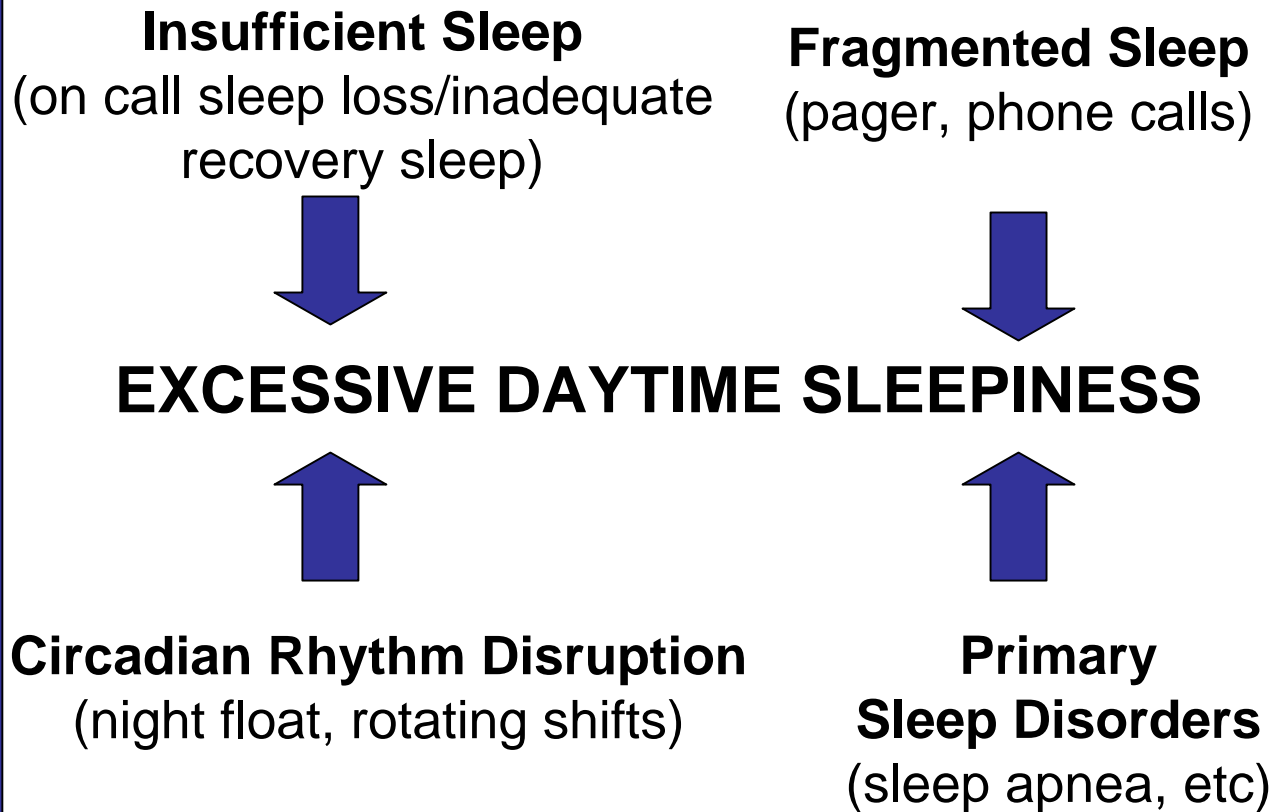 Insufficient Sleep
(on call sleep loss/inadequate
recovery sleep)
Fragmented Sleep
(pager, phone calls)
EXCESSIVE DAYTIME SLEEPINESS
Circadian Rhythm Disruption
(night float, rotating shifts)
Primary
Sleep Disorders
(sleep apnea, etc)